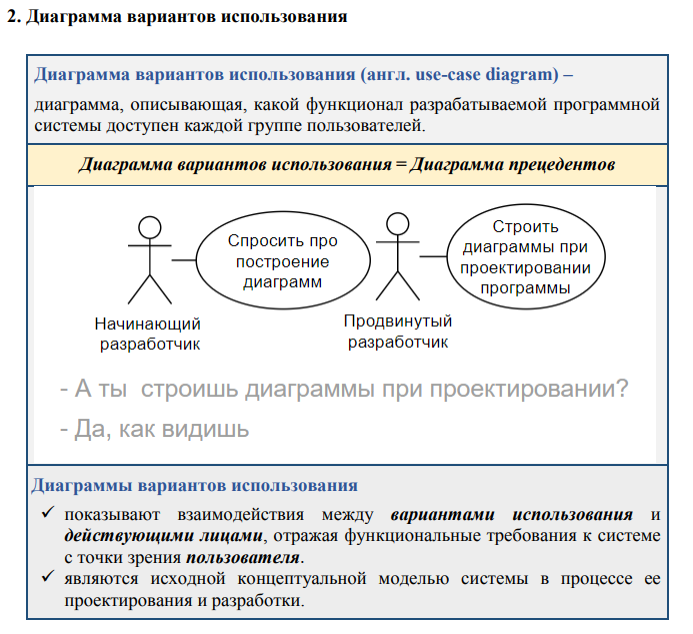 2. Диаграмма вариантов использования
Диаграмма вариантов использования (англ. use-case diagram) –
диаграмма, описывающая, какой функционал разрабатываемой программной
системы доступен каждой группе пользователей.
Диаграмма вариантов использования = Диаграмма прецедентов
Спросить про
построение
диаграмм
Начинающий
разработчик
Строить
диаграммы при
проектировании
программы
Продвинутый
разработчик
- А ты строишь диаграммы при проектировании?
- Да, как видишь
Диаграммы вариантов использования
✓ показывают взаимодействия между вариантами использования и
действующими лицами, отражая функциональные требования к системе
с точки зрения пользователя.
✓ являются исходной концептуальной моделью системы в процессе ее
проектирования и разработки.